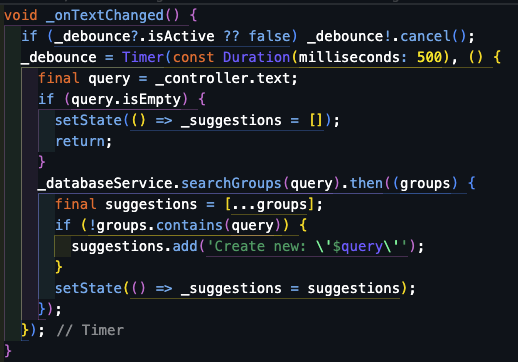 void _onTextChanged() {
if (_debounce?.isActive ?? false) _debounce!.cancel();
_debounce = Timer(const Duration(milliseconds: 500), () {
final query = _controller.text;
if (query.isEmpty) {
setState(() => _suggestions = []);
return;
}
_databaseService.searchGroups(query).then((groups) {
final suggestions = [...groups];
if (!groups.contains(query)) {
suggestions.add('Create new: \'$query\'');
}
setState(() => _suggestions = suggestions);
});
}); // Timer
}